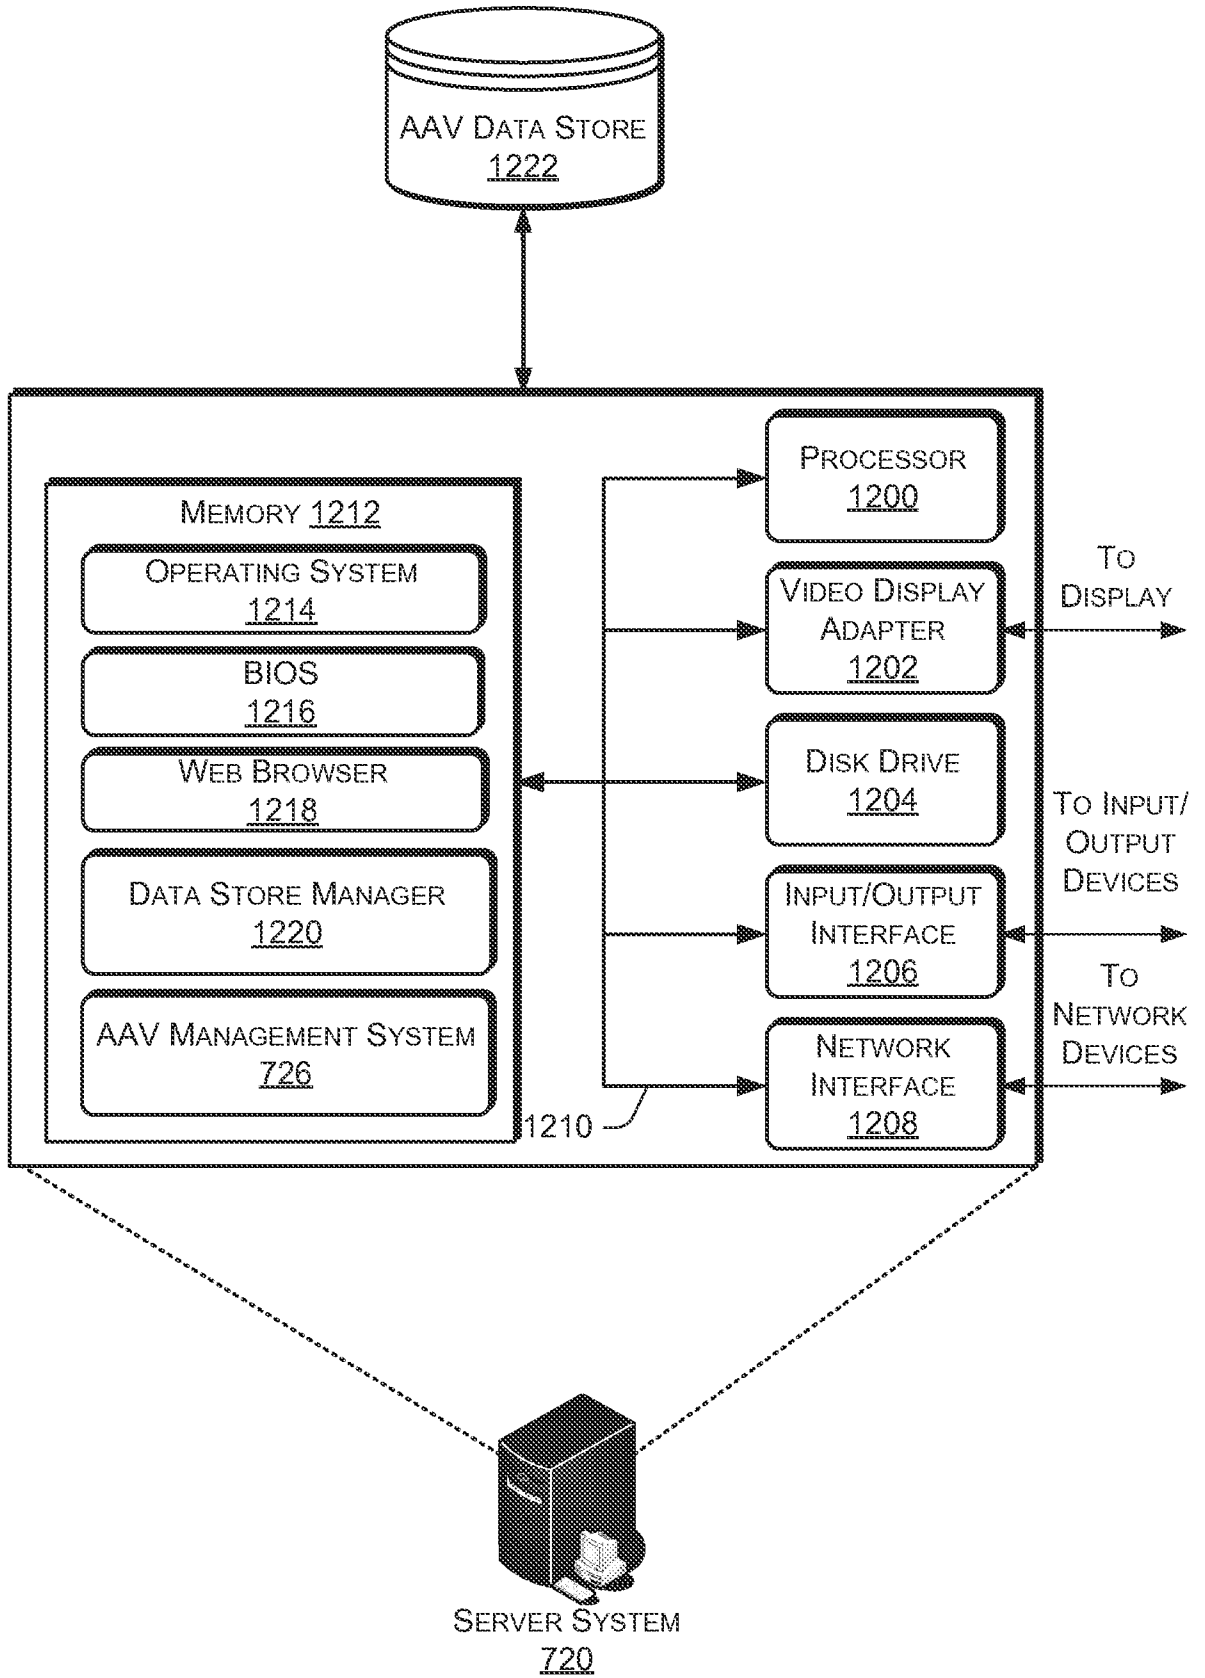 AAV DATA STORE
1222
PROCESSOR
1200
MEMORY 1212
OPERATING SYSTEM
1214
BIOS
1216
WEB BROWSER
1218
DATA STORE MANAGER
1220
AAV MANAGEMENT SYSTEM
726
VIDEO DISPLAY
ADAPTER
1202
TO
DISPLAY
DISK DRIVE
1204
TO INPUT/
OUTPUT
DEVICES
INPUT/OUTPUT
INTERFACE
1206
TO
NETWORK
DEVICES
NETWORK
INTERFACE
1208
1210
SERVER SYSTEM
720